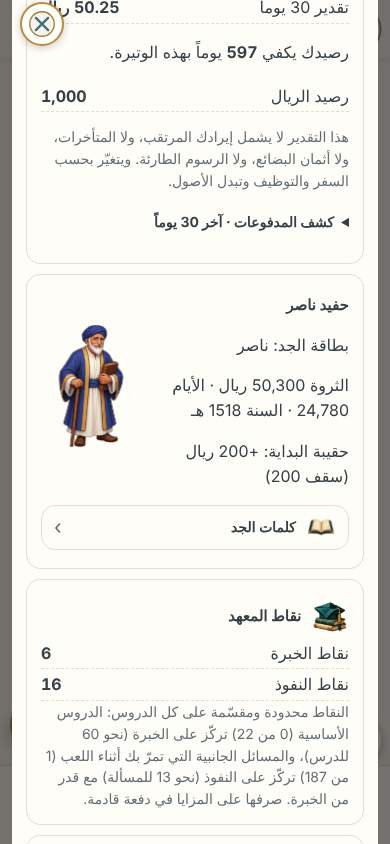 تقدير 30 يوماً
50.25 ريال
رصيدك يكفي 597 يوماً بهذه الوتيرة.
رصيد الريال
1,000
هذا التقدير لا يشمل إيرادك المرتقب، ولا المتأخرات،
ولا أثمان البضائع، ولا الرسوم الطارئة. ويتغيّر بحسب
السفر والتوظيف وتبدل الأصول.
كشف المدفوعات · آخر 30 يوماً
حفيد ناصر
بطاقة الجد: ناصر
الثروة 50,300 ريال · الأيام
24,780 · السنة 1518 هـ
حقيبة البداية: +200 ريال
(سقف 200)
كلمات الجد
نقاط المعهد
نقاط الخبرة
6
نقاط النفوذ
16
النقاط محدودة ومقسّمة على كل الدروس: الدروس
الأساسية (0 من 22) تركّز على الخبرة (نحو 60
للدرس)، والمسائل الجانبية التي تمرّ بك أثناء اللعب (1
من 187) تركّز على النفوذ (نحو 13 للمسألة) مع قدر
من الخبرة. صرفها على المزايا في دفعة قادمة.